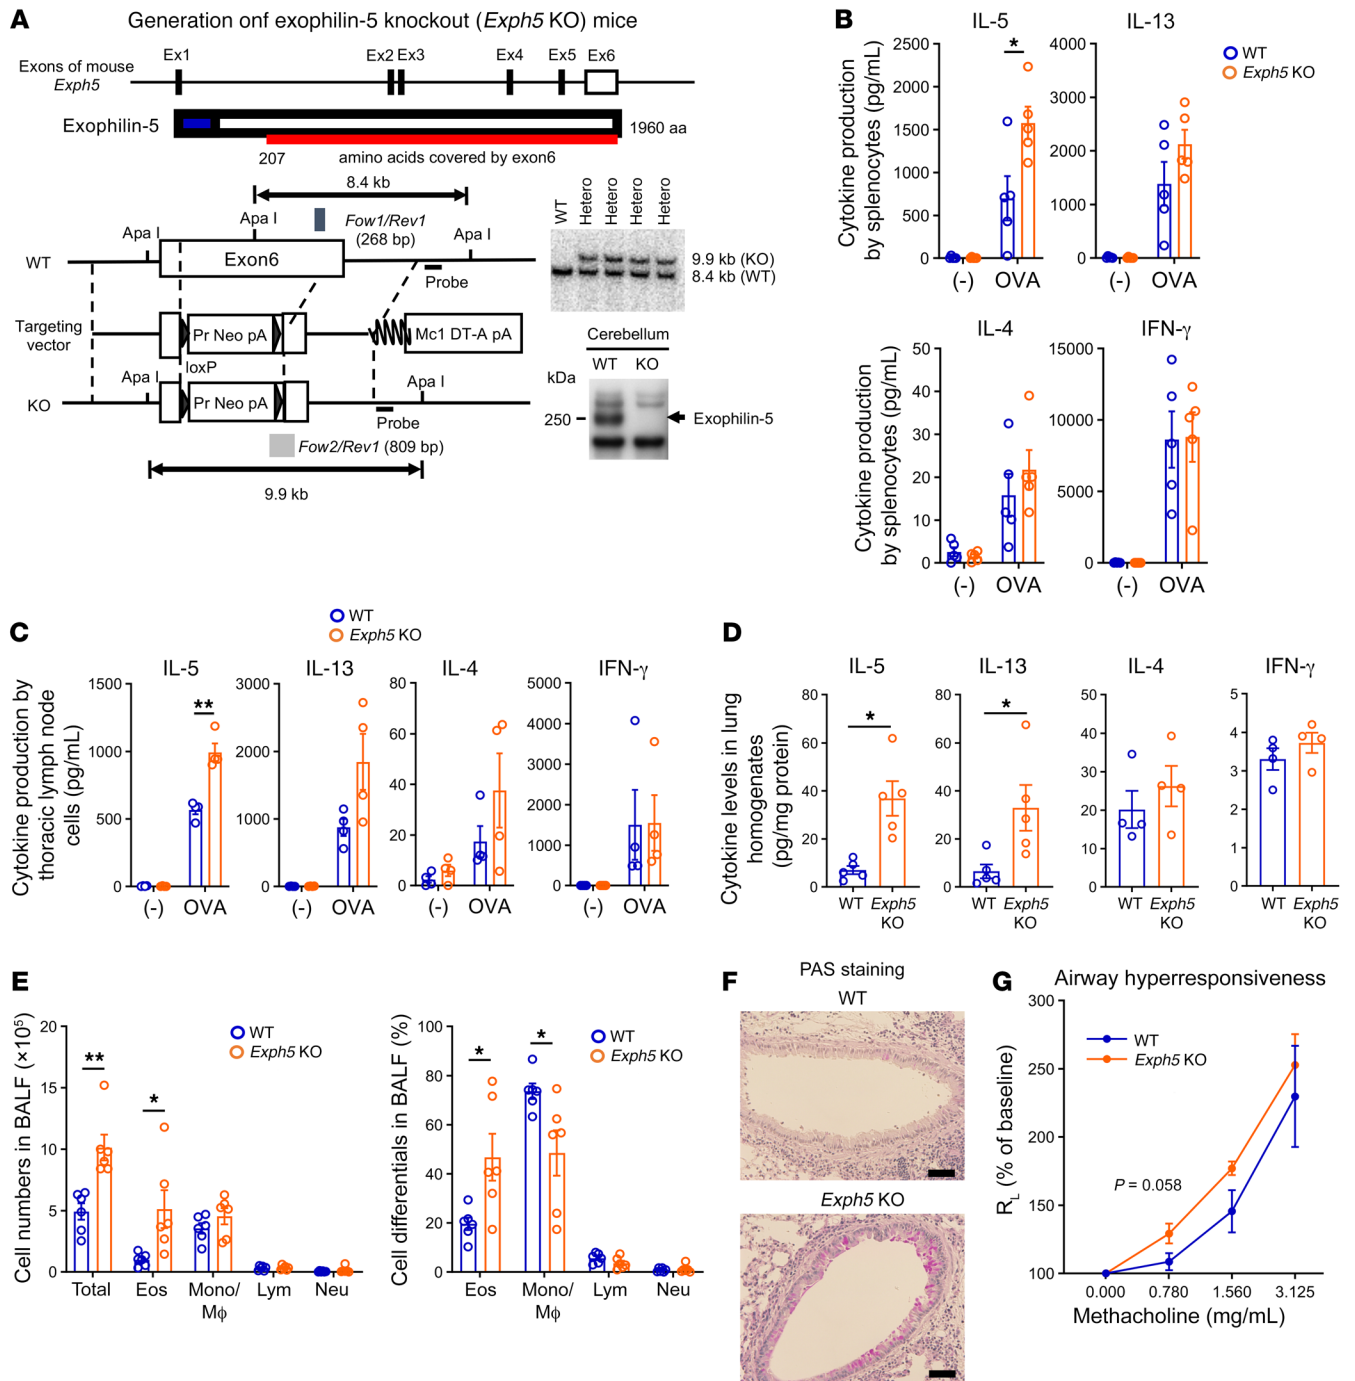 A
Generation onf exophilin-5 knockout (Exph5 KO) mice
Exons of mouse
Exph5
Ex1
Ex2
Ex3
Ex4
Ex5
Ex6
Exophilin-5
1960 aa
207
amino acids covered by exon6
8.4 kb
Apa I
Apa I
Fow1/Rev1
(268 bp)
Apa I
WT
Exon6
Probe
Targeting
vector
Pr Neo pA
Mc1 DT-A pA
loxP
Apa I
Apa I
KO
Pr Neo pA
Probe
Fow2/Rev1 (809 bp)
9.9 kb
WT
Hetero
Hetero
Hetero
Hetero
9.9 kb (KO)
8.4 kb (WT)
Cerebellum
WT
KO
kDa
250
Exophilin-5
B
WT
Exph5 KO
Cytokine production
by splenocytes (pg/mL)
IL-5
2500
2000
1500
1000
500
0
*
(-)
OVA
IL-13
4000
3000
2000
1000
0
(-)
OVA
Cytokine production
by splenocytes (pg/mL)
IL-4
50
40
30
20
10
0
(-)
OVA
IFN-γ
15000
10000
5000
0
(-)
OVA
C
WT
Exph5 KO
Cytokine production by
thoracic lymph node
cells (pg/mL)
IL-5
1500
1000
500
0
**
(-)
OVA
IL-13
3000
2000
1000
0
(-)
OVA
IL-4
80
60
40
20
0
(-)
OVA
IFN-γ
5000
4000
3000
2000
1000
0
(-)
OVA
D
Cytokine levels in lung
homogenates
(pg/mg protein)
IL-5
80
60
40
20
0
*
WT
Exph5
KO
IL-13
80
60
40
20
0
*
WT
Exph5
KO
IL-4
50
40
30
20
10
0
WT
Exph5
KO
IFN-γ
5
4
3
2
1
0
WT
Exph5
KO
E
Cell numbers in BALF (×10⁵)
20
15
10
5
0
WT
Exph5 KO
**
*
Total
Eos
Mono/
Mϕ
Lym
Neu
Cell differentials in BALF (%)
100
80
60
40
20
0
WT
Exph5 KO
*
*
Eos
Mono/
Mϕ
Lym
Neu
F
PAS staining
WT
Exph5 KO
G
Airway hyperresponsiveness
R_L (% of baseline)
300
250
200
150
100
WT
Exph5 KO
P = 0.058
0.000
0.780
1.560
3.125
Methacholine (mg/mL)